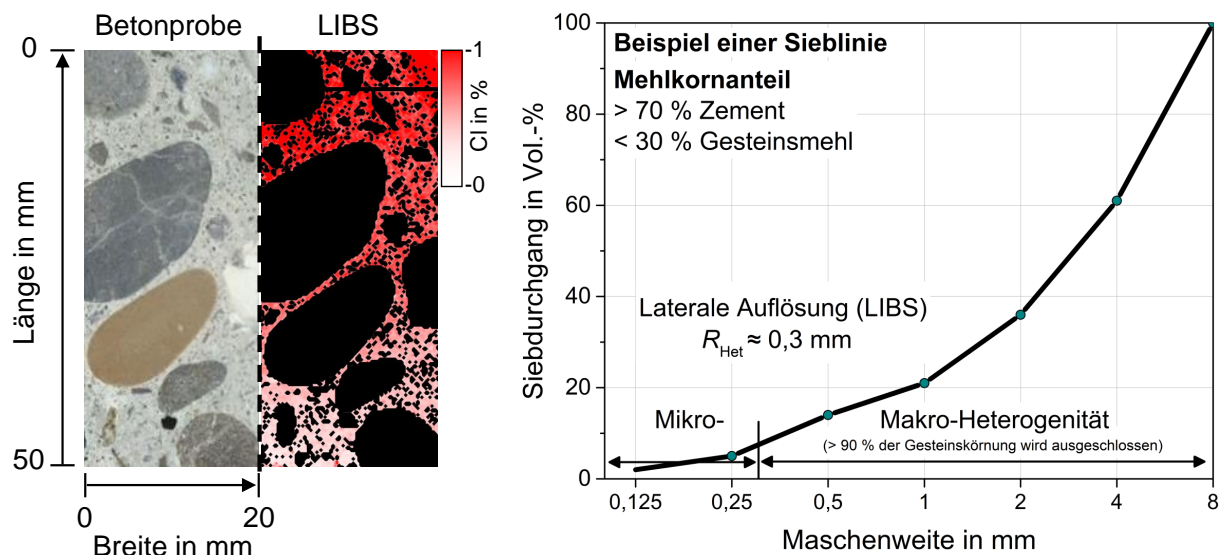 Betonprobe
LIBS
0
50
Länge in mm
0
20
Breite in mm
-1
-0
Cl in %
Beispiel einer Sieblinie
Mehlkornanteil
> 70 % Zement
< 30 % Gesteinsmehl
Laterale Auflösung (LIBS)
RHet ≈ 0,3 mm
Mikro-
Makro-Heterogenität
(> 90 % der Gesteinskörnung wird ausgeschlossen)
100
80
60
40
20
0
Siebdurchgang in Vol.-%
0,125
0,25
0,5
1
2
4
8
Maschenweite in mm